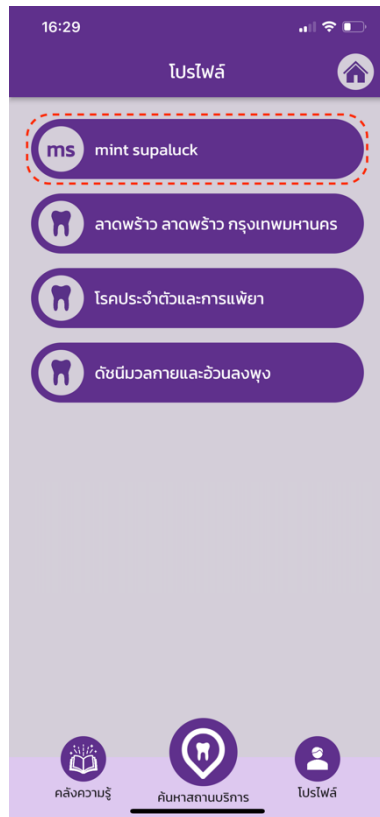 16:29
โปรไฟล์
ms mint supaluck
ลาดพร้าว ลาดพร้าว กรุงเทพมหานคร
โรคประจำตัวและการแพ้ยา
ดัชนีมวลกายและอ้วนลงพุง
คลังความรู้
ค้นหาสถานบริการ
โปรไฟล์